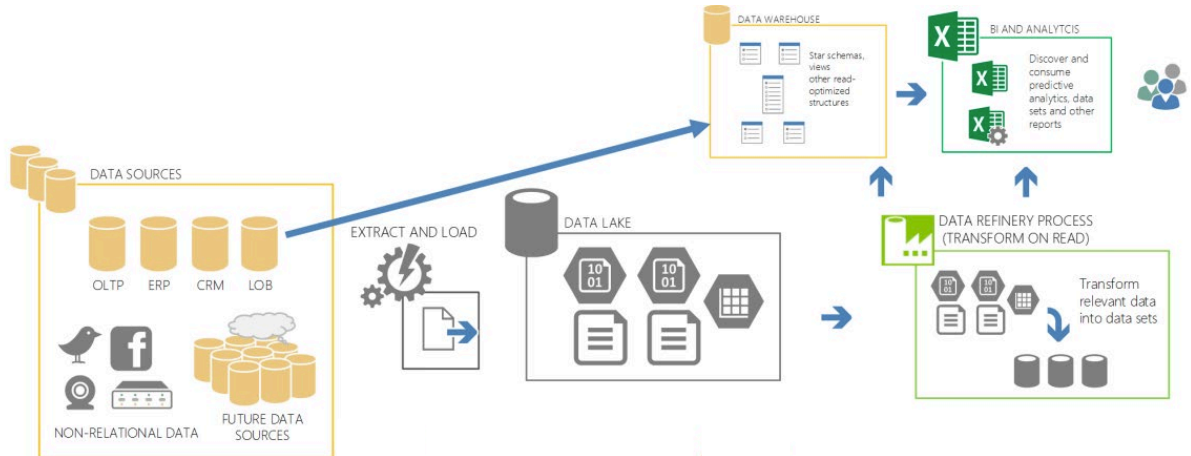 DATA WAREHOUSE
Star schemas,
views
other read-
optimized
structures
BI AND ANALYTCIS
Discover and
consume
predictive
analytics, data
sets and other
reports
DATA SOURCES
OLTP ERP CRM LOB
NON-RELATIONAL DATA
FUTURE DATA
SOURCES
EXTRACT AND LOAD
DATA LAKE
10
01
10
01
DATA REFINERY PROCESS
(TRANSFORM ON READ)
10
01
10
01
Transform
relevant data
into data sets